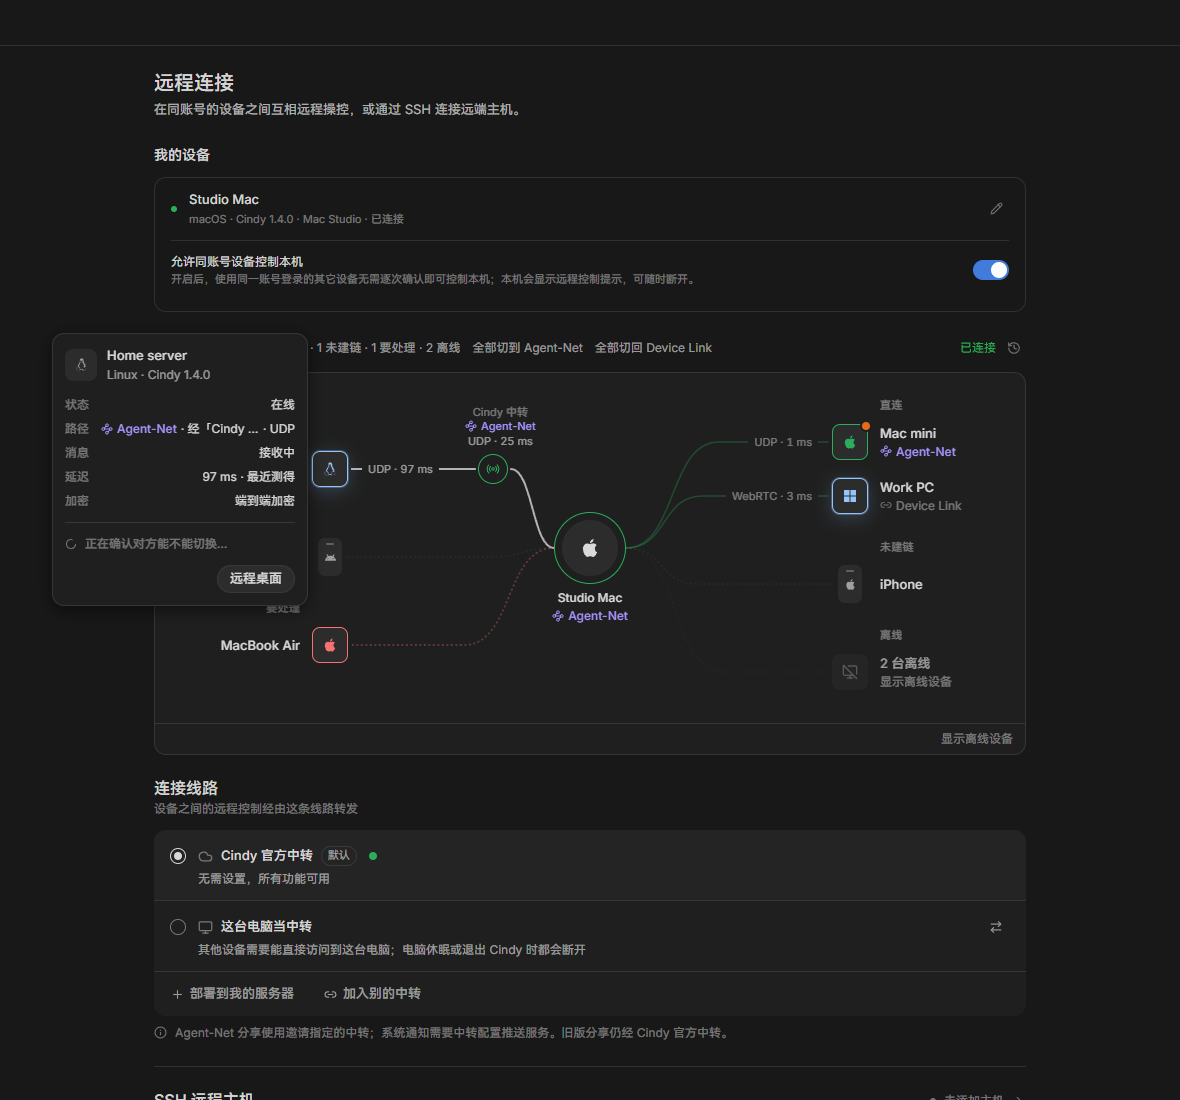 远程连接
在同账号的设备之间互相远程操控，或通过 SSH 连接远端主机。
我的设备
Studio Mac
macOS · Cindy 1.4.0 · Mac Studio · 已连接
允许同账号设备控制本机
开启后，使用同一账号登录的其它设备无需逐次确认即可控制本机；本机会显示远程控制提示，可随时断开。
· 1 未建链 · 1 要处理 · 2 离线 全部切到 Agent-Net 全部切回 Device Link
已连接
Home server
Linux · Cindy 1.4.0
状态 在线
路径 Agent-Net · 经「Cindy ... · UDP
消息 接收中
延迟 97 ms · 最近测得
加密 端到端加密
正在确认对方能不能切换...
远程桌面
UDP · 97 ms
Cindy 中转
Agent-Net
UDP · 25 ms
Studio Mac
Agent-Net
要处理
MacBook Air
直连
UDP · 1 ms
Mac mini
Agent-Net
WebRTC · 3 ms
Work PC
Device Link
未建链
iPhone
离线
2 台离线
显示离线设备
显示离线设备
连接线路
设备之间的远程控制经由这条线路转发
Cindy 官方中转 默认
无需设置，所有功能可用
这台电脑当中转
其他设备需要能直接访问到这台电脑；电脑休眠或退出 Cindy 时都会断开
部署到我的服务器 加入别的中转
Agent-Net 分享使用邀请指定的中转；系统通知需要中转配置推送服务。旧版分享仍经 Cindy 官方中转。
SSH 远程主机
未添加主机